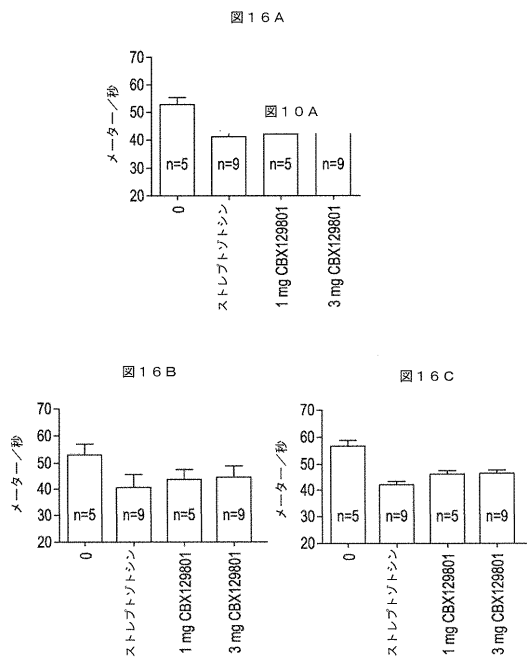 図１６Ａ
メーター／秒
70
60
50
40
30
20
図１０Ａ
n=5
n=9
n=5
n=9
0
ストレプトゾトシン
1 mg CBX129801
3 mg CBX129801
図１６Ｂ
メーター／秒
70
60
50
40
30
20
n=5
n=9
n=5
n=9
0
ストレプトゾトシン
1 mg CBX129801
3 mg CBX129801
図１６Ｃ
メーター／秒
70
60
50
40
30
20
n=5
n=9
n=5
n=9
0
ストレプトゾトシン
1 mg CBX129801
3 mg CBX129801